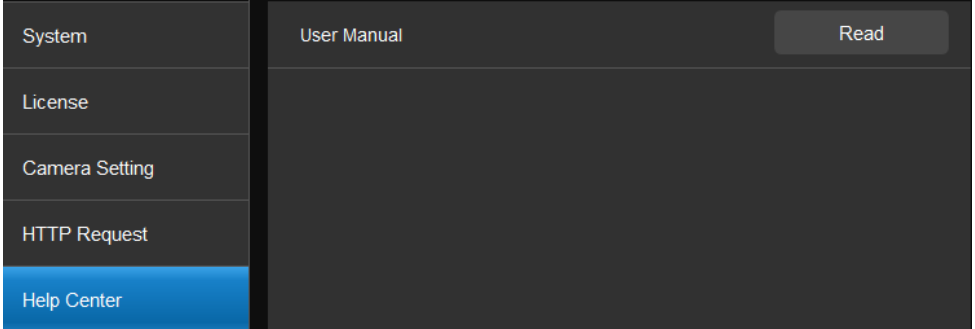 System
License
Camera Setting
HTTP Request
Help Center
User Manual
Read